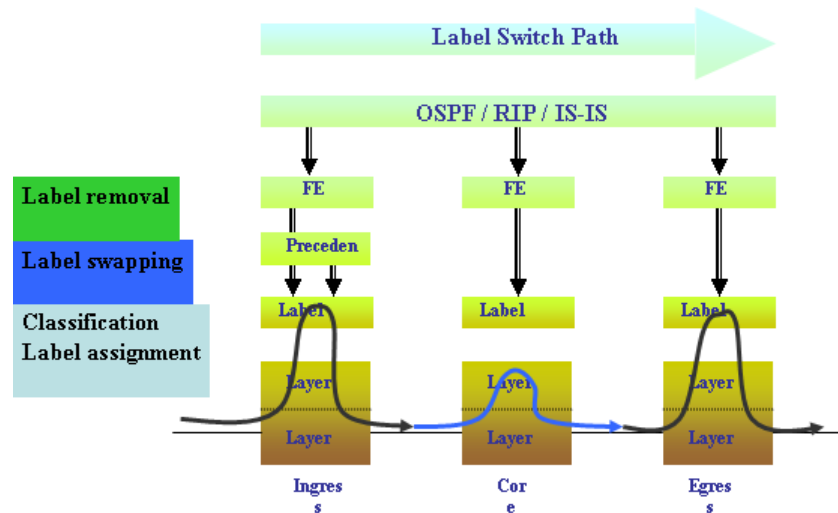 Label Switch Path
OSPF / RIP / IS-IS
FE
FE
FE
Label removal
Preceden
Label swapping
Label
Label
Label
Classification
Label assignment
Layer
Layer
Layer
Layer
Layer
Layer
Ingres
s
Cor
e
Egres
s